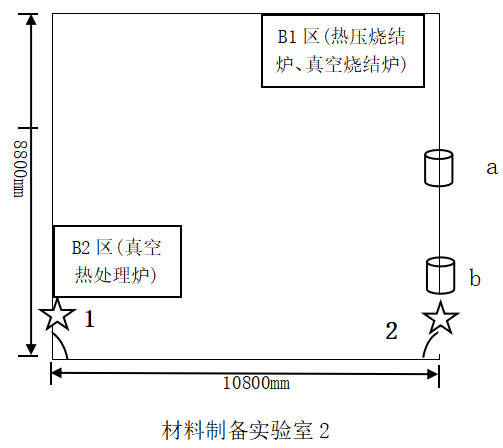 B1 区(热压烧结
炉、真空烧结炉)
8800mm
a
B2 区(真空
热处理炉)
b
1
2
10800mm
材料制备实验室 2